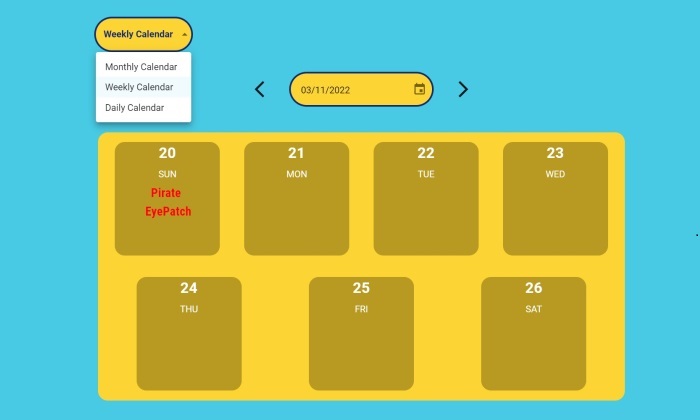 Weekly Calendar
Monthly Calendar
Weekly Calendar
Daily Calendar
03/11/2022
20
SUN
Pirate
EyePatch
21
MON
22
TUE
23
WED
24
THU
25
FRI
26
SAT